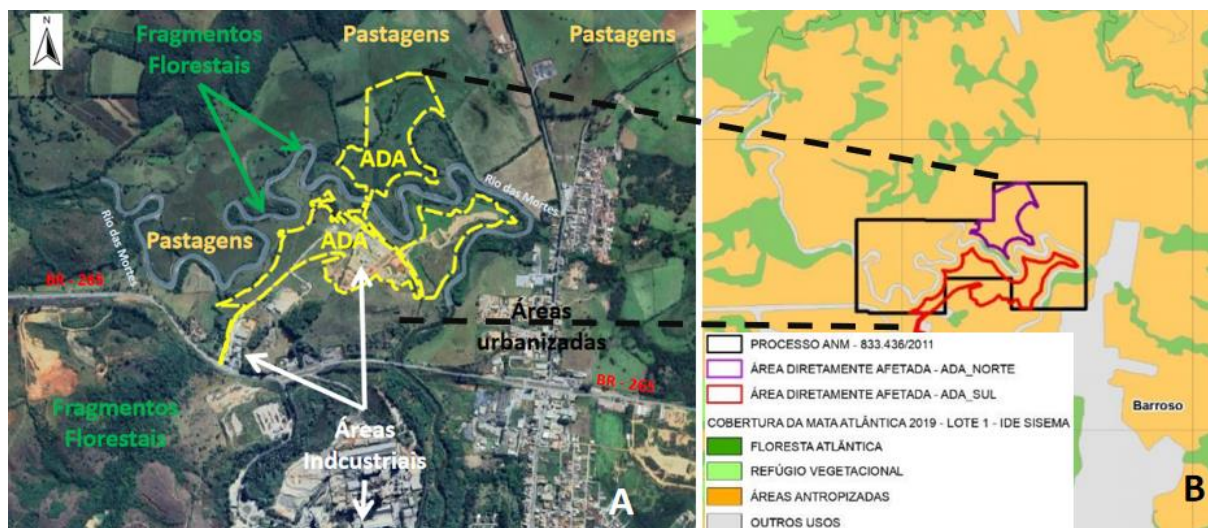 N
Fragmentos
Florestais
Pastagens
Pastagens
ADA
Rio das Mortes
Rio das Mortes
Pastagens
ADA
BR - 265
Áreas
urbanizadas
BR - 265
Fragmentos
Florestais
Áreas
Indcustriais
A
PROCESSO ANM - 833.436/2011
ÁREA DIRETAMENTE AFETADA - ADA_NORTE
ÁREA DIRETAMENTE AFETADA - ADA_SUL
COBERTURA DA MATA ATLÂNTICA 2019 - LOTE 1 - IDE SISEMA
FLORESTA ATLÂNTICA
REFÚGIO VEGETACIONAL
ÁREAS ANTROPIZADAS
OUTROS USOS
Barroso
B